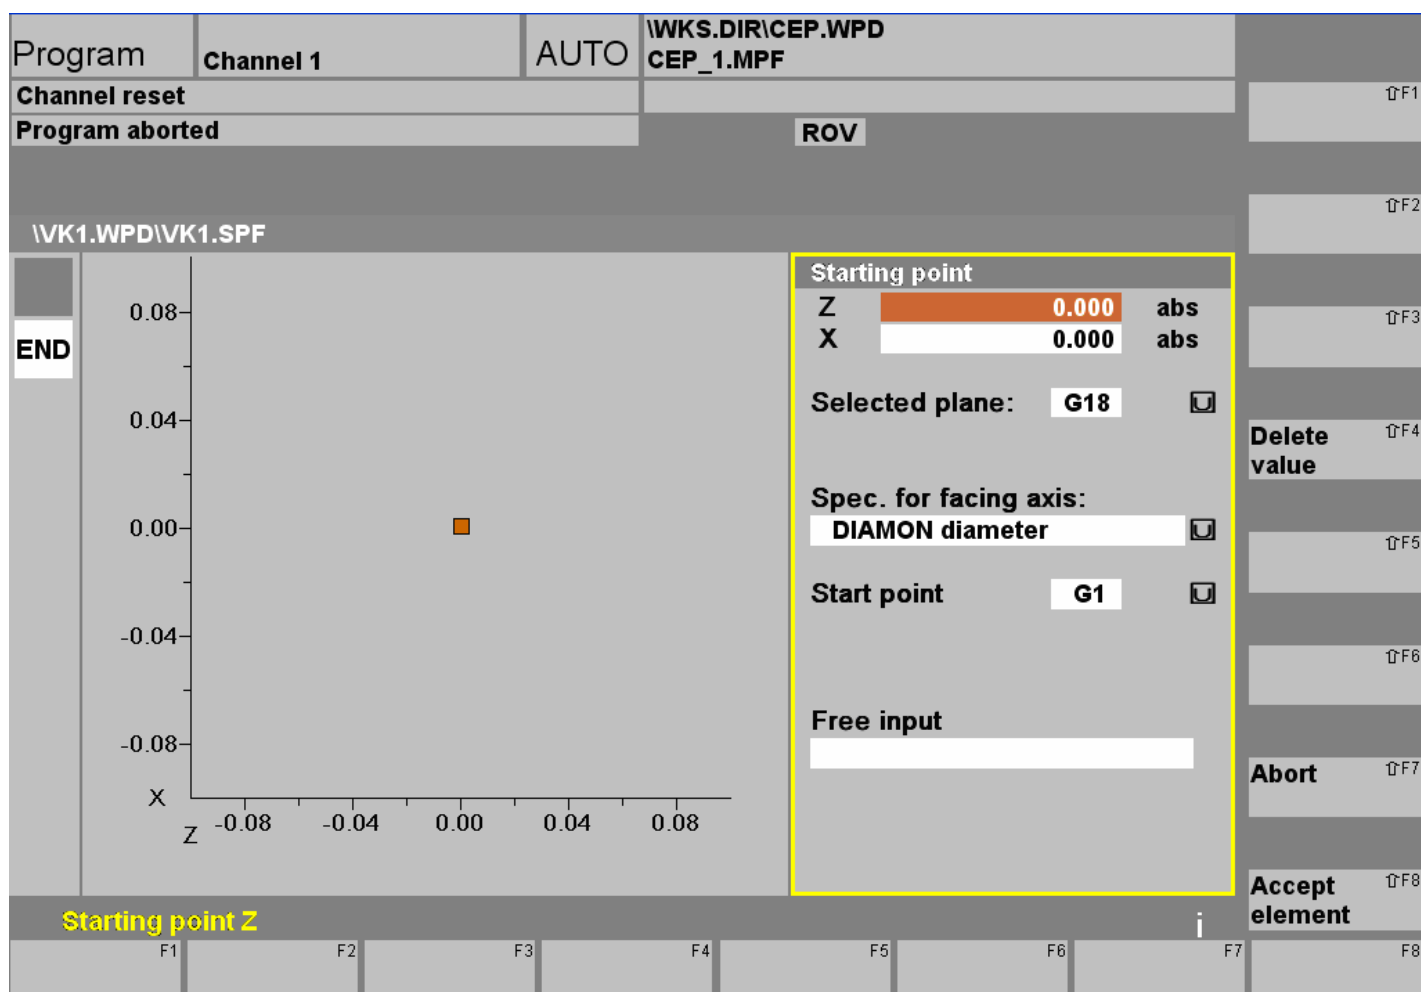 Program
Channel 1
AUTO
\WKS.DIR\CEP.WPD
CEP_1.MPF
Channel reset
Program aborted
ROV
\VK1.WPD\VK1.SPF
END
0.08
0.04
0.00
-0.04
-0.08
X
Z
-0.08 -0.04 0.00 0.04 0.08
Starting point
Z 0.000 abs
X 0.000 abs
Selected plane: G18
Spec. for facing axis:
DIAMON diameter
Start point G1
Free input
⇧F1
⇧F2
⇧F3
Delete value ⇧F4
⇧F5
⇧F6
Abort ⇧F7
Accept element ⇧F8
Starting point Z
i
F1 F2 F3 F4 F5 F6 F7 F8